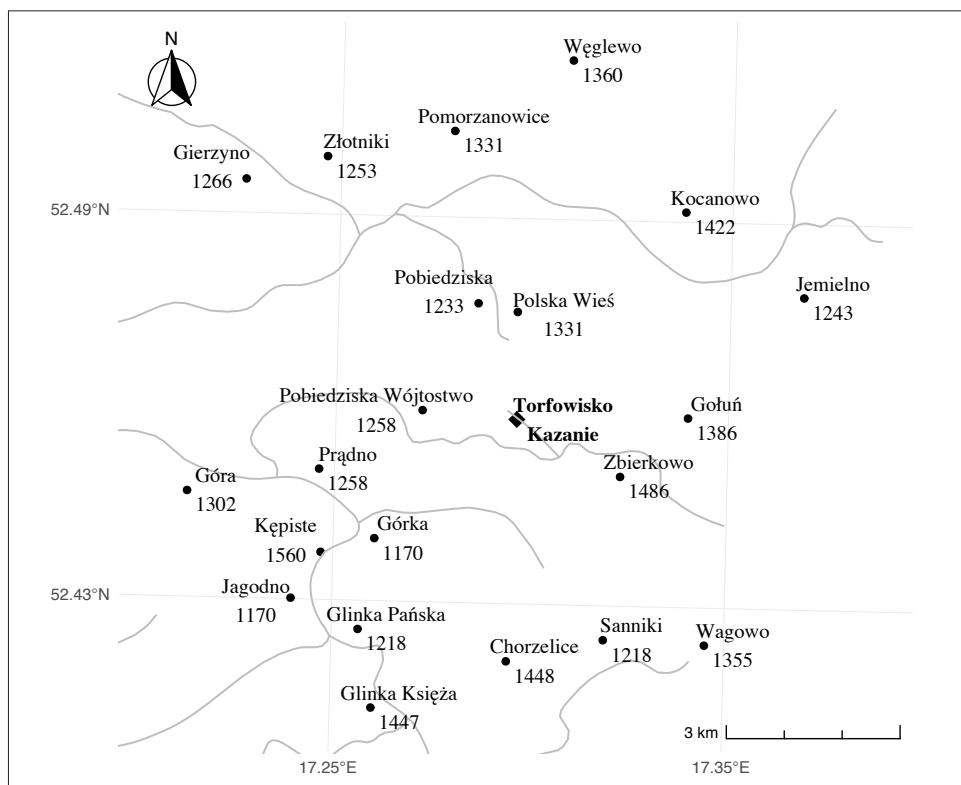 N
Węglewo
1360
Pomorzanowice
1331
Złotniki
1253
Gierzyno
1266
52.49°N
Kocanowo
1422
Pobiedziska
1233
Polska Wieś
1331
Jemielno
1243
Pobiedziska Wójtostwo
1258
Torfowisko
Kazanie
Gołuń
1386
Prądno
1258
Zbierkowo
1486
Góra
1302
Kępiste
1560
Górka
1170
52.43°N
Jagodno
1170
Glinka Pańska
1218
Chorzelice
1448
Sanniki
1218
Wagowo
1355
Glinka Księża
1447
3 km
17.25°E
17.35°E